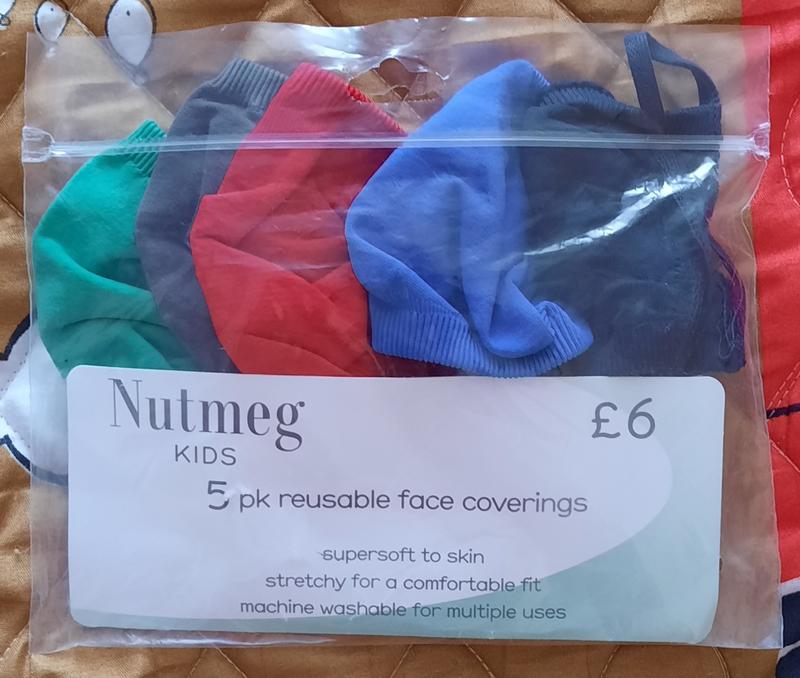 Nutmeg
£6
KIDS
5 pk reusable face coverings
supersoft to skin
stretchy for a comfortable fit
machine washable for multiple uses